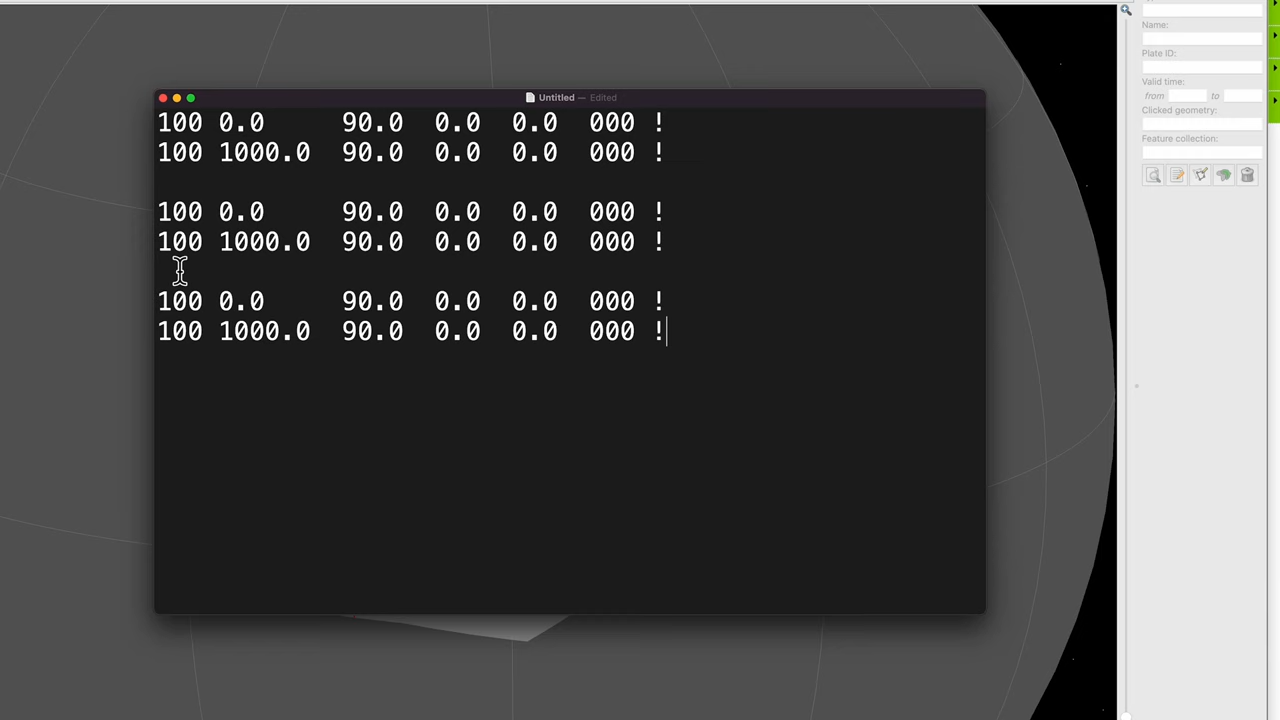 Untitled — Edited
100 0.0 90.0 0.0 0.0 000 !
100 1000.0 90.0 0.0 0.0 000 !
100 0.0 90.0 0.0 0.0 000 !
100 1000.0 90.0 0.0 0.0 000 !
100 0.0 90.0 0.0 0.0 000 !
100 1000.0 90.0 0.0 0.0 000 !
Name:
Plate ID:
Valid time:
from to
Clicked geometry:
Feature collection: